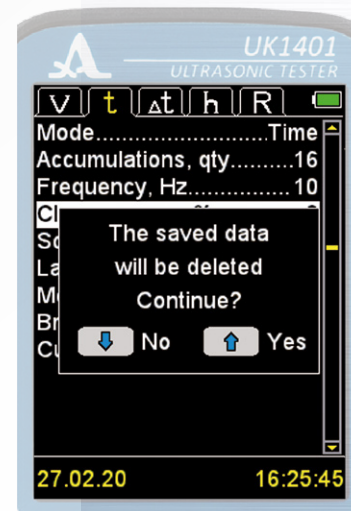 UK1401
ULTRASONIC TESTER
V t Δt h R
Mode..........................Time
Accumulations, qty..........16
Frequency, Hz................ 10
The saved data
will be deleted
Continue?
No Yes
27.02.20 16:25:45